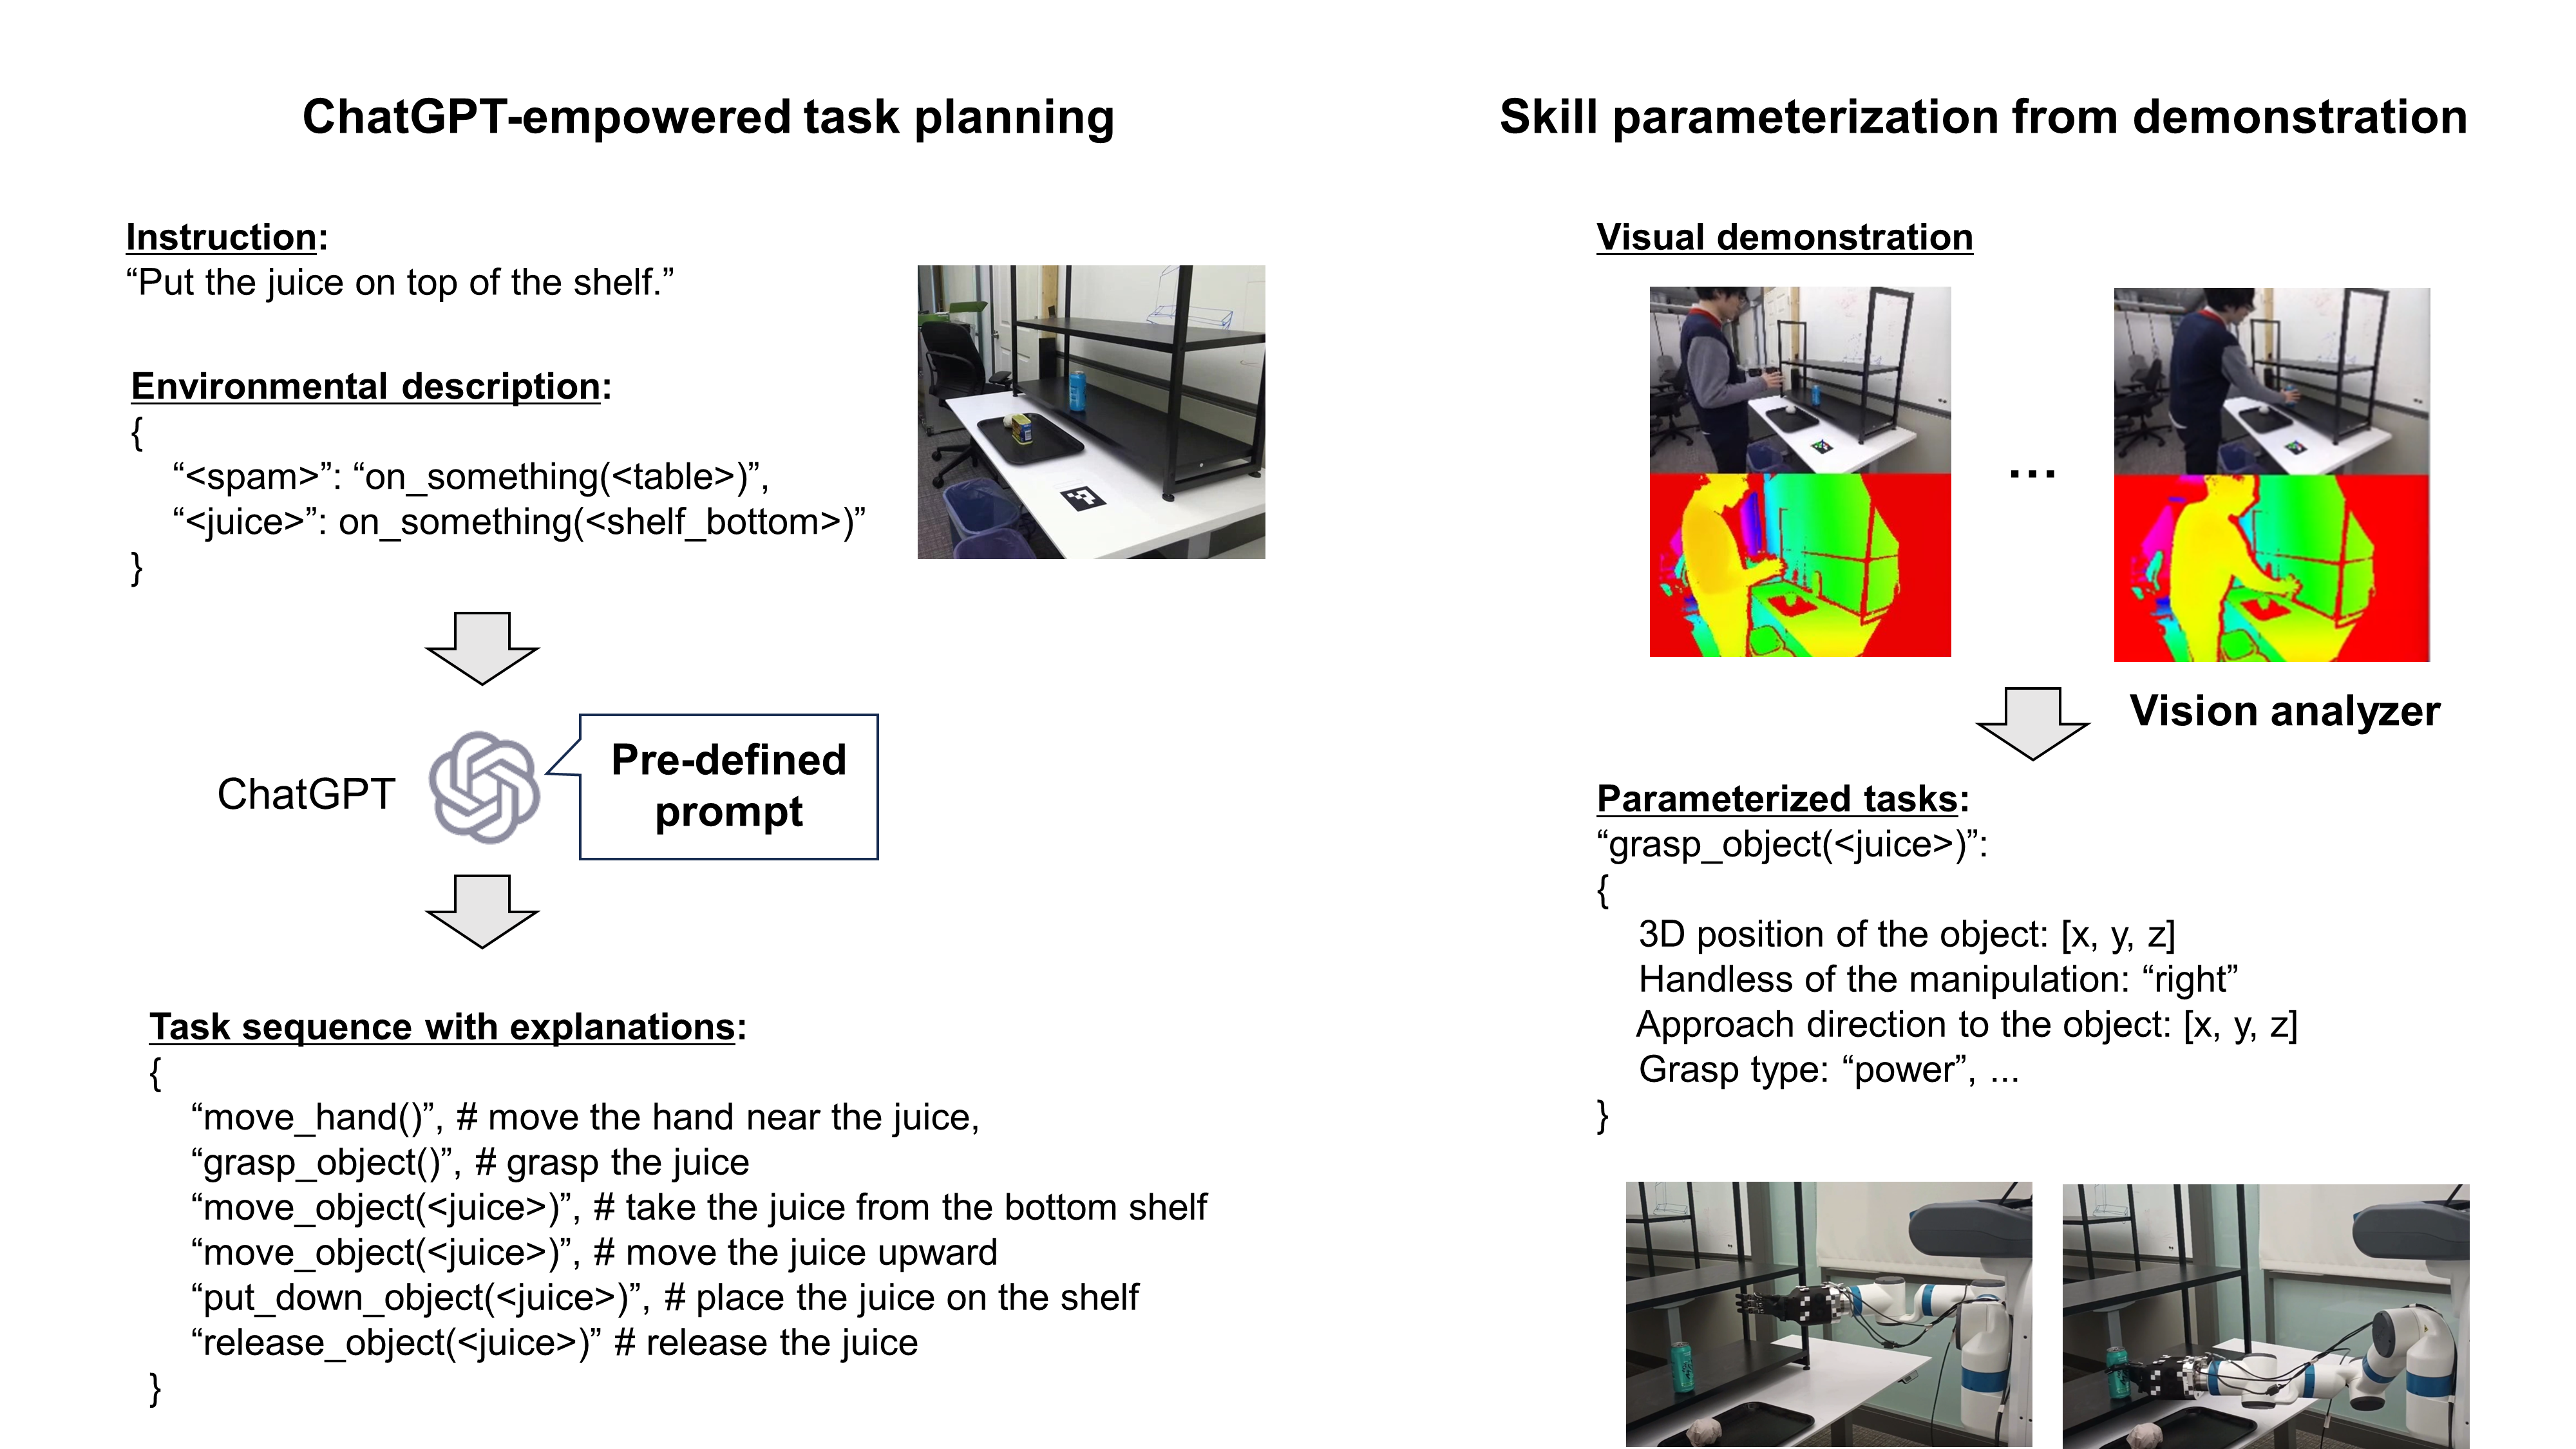 ChatGPT-empowered task planning
Instruction:
“Put the juice on top of the shelf.”
Environmental description:
{
“<spam>”: “on_something(<table>)”,
“<juice>”: on_something(<shelf_bottom>)”
}
ChatGPT
Pre-defined
prompt
Task sequence with explanations:
{
“move_hand()”, # move the hand near the juice,
“grasp_object()”, # grasp the juice
“move_object(<juice>)”, # take the juice from the bottom shelf
“move_object(<juice>)”, # move the juice upward
“put_down_object(<juice>)”, # place the juice on the shelf
“release_object(<juice>)” # release the juice
}
Skill parameterization from demonstration
Visual demonstration
...
Vision analyzer
Parameterized tasks:
“grasp_object(<juice>)”:
{
3D position of the object: [x, y, z]
Handless of the manipulation: “right”
Approach direction to the object: [x, y, z]
Grasp type: “power”, ...
}